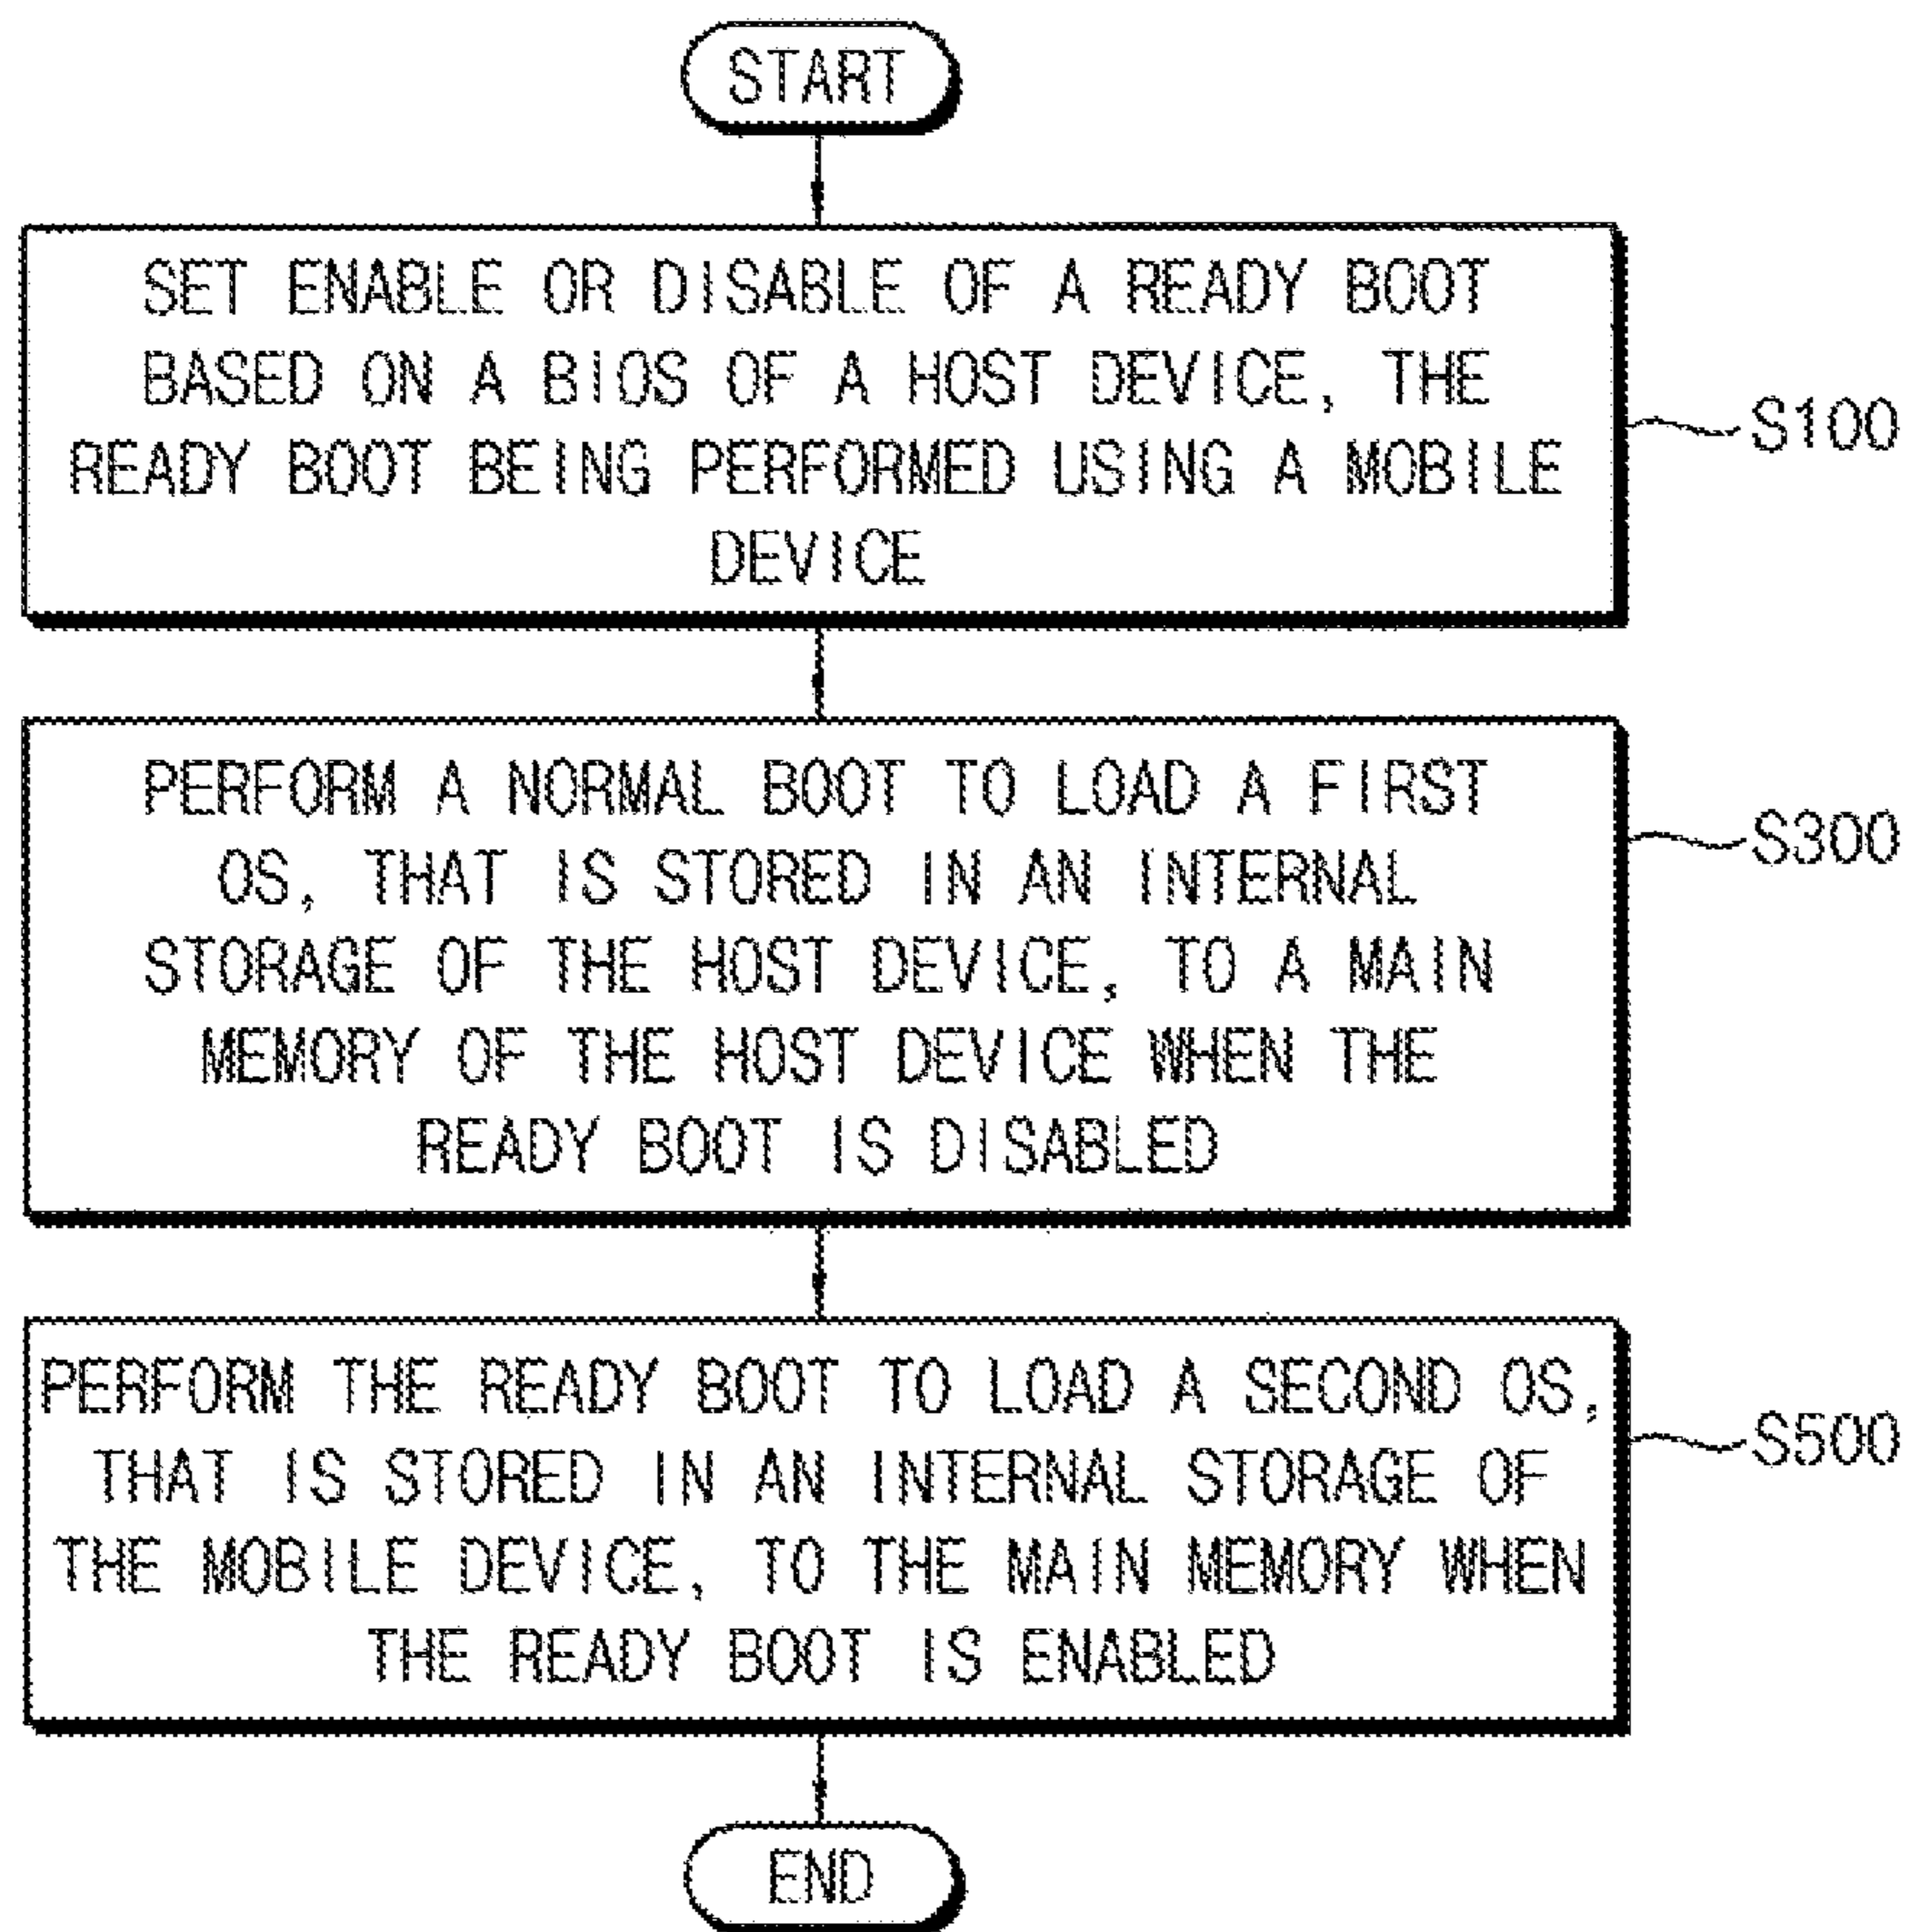 START
SET ENABLE OR DISABLE OF A READY BOOT
BASED ON A BIOS OF A HOST DEVICE, THE
READY BOOT BEING PERFORMED USING A MOBILE
DEVICE
S100
PERFORM A NORMAL BOOT TO LOAD A FIRST
OS, THAT IS STORED IN AN INTERNAL
STORAGE OF THE HOST DEVICE, TO A MAIN
MEMORY OF THE HOST DEVICE WHEN THE
READY BOOT IS DISABLED
S300
PERFORM THE READY BOOT TO LOAD A SECOND OS,
THAT IS STORED IN AN INTERNAL STORAGE OF
THE MOBILE DEVICE, TO THE MAIN MEMORY WHEN
THE READY BOOT IS ENABLED
S500
END